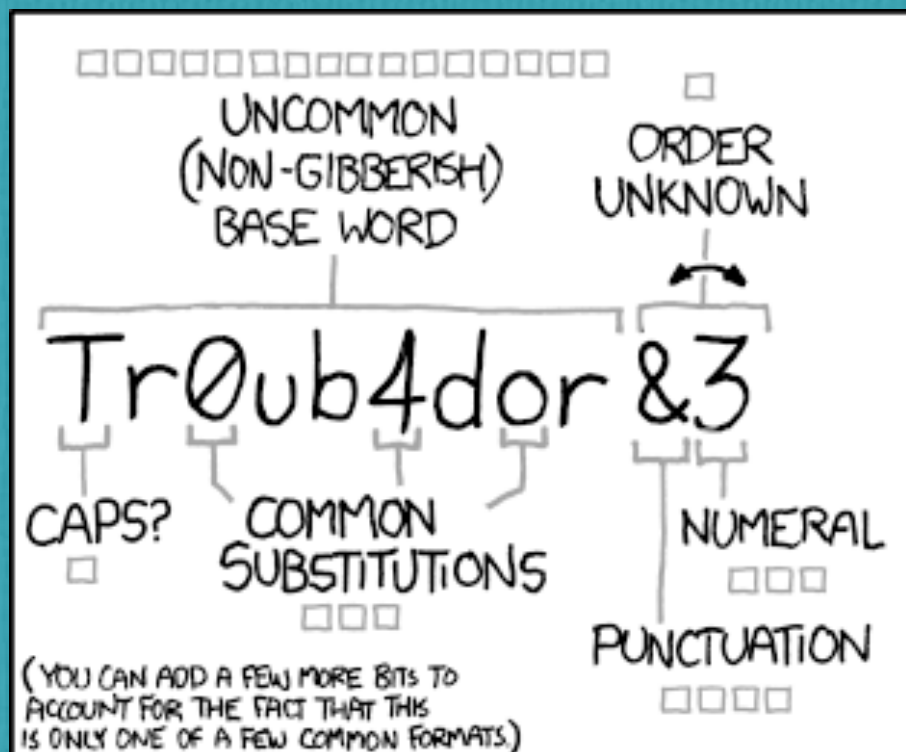 UNCOMMON
(NON-GIBBERISH)
BASE WORD
ORDER
UNKNOWN
Tr0ub4dor &3
CAPS?
COMMON
SUBSTITUTIONS
NUMERAL
PUNCTUATION
(YOU CAN ADD A FEW MORE BITS TO
ACCOUNT FOR THE FACT THAT THIS
IS ONLY ONE OF A FEW COMMON FORMATS.)